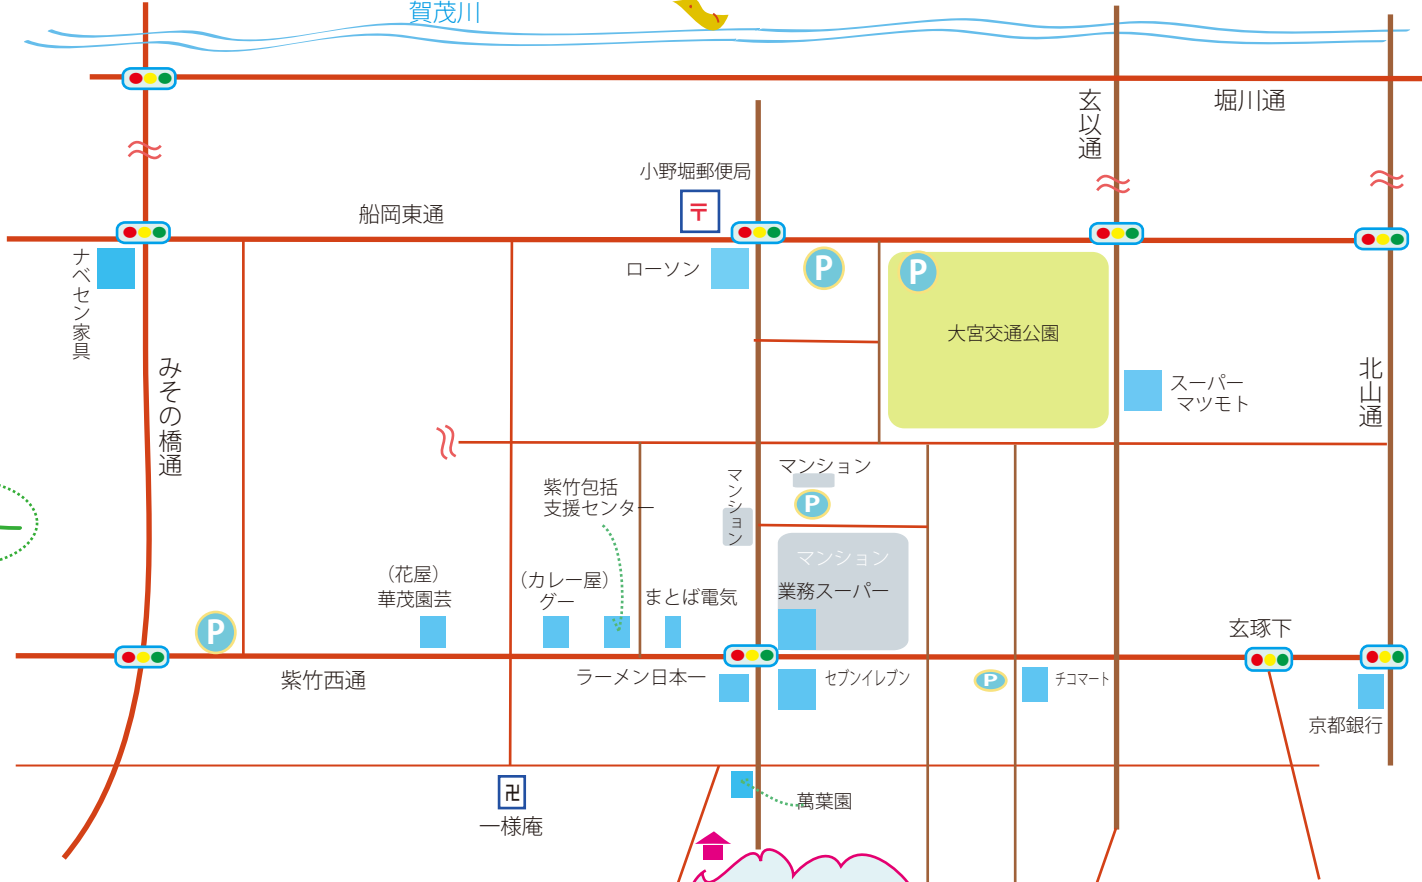 賀茂川
堀川通
玄以通
小野堀郵便局
〒
船岡東通
ナベセン家具
ローソン
P
P
大宮交通公園
みその橋通
スーパー
マツモト
北山通
マンション
マンション
P
紫竹包括
支援センター
マンション
業務スーパー
(花屋)
華茂園芸
(カレー屋)
グー
まとば電気
P
玄琢下
紫竹西通
ラーメン日本一
セブンイレブン
P
チコマート
京都銀行
卍
一様庵
萬葉園